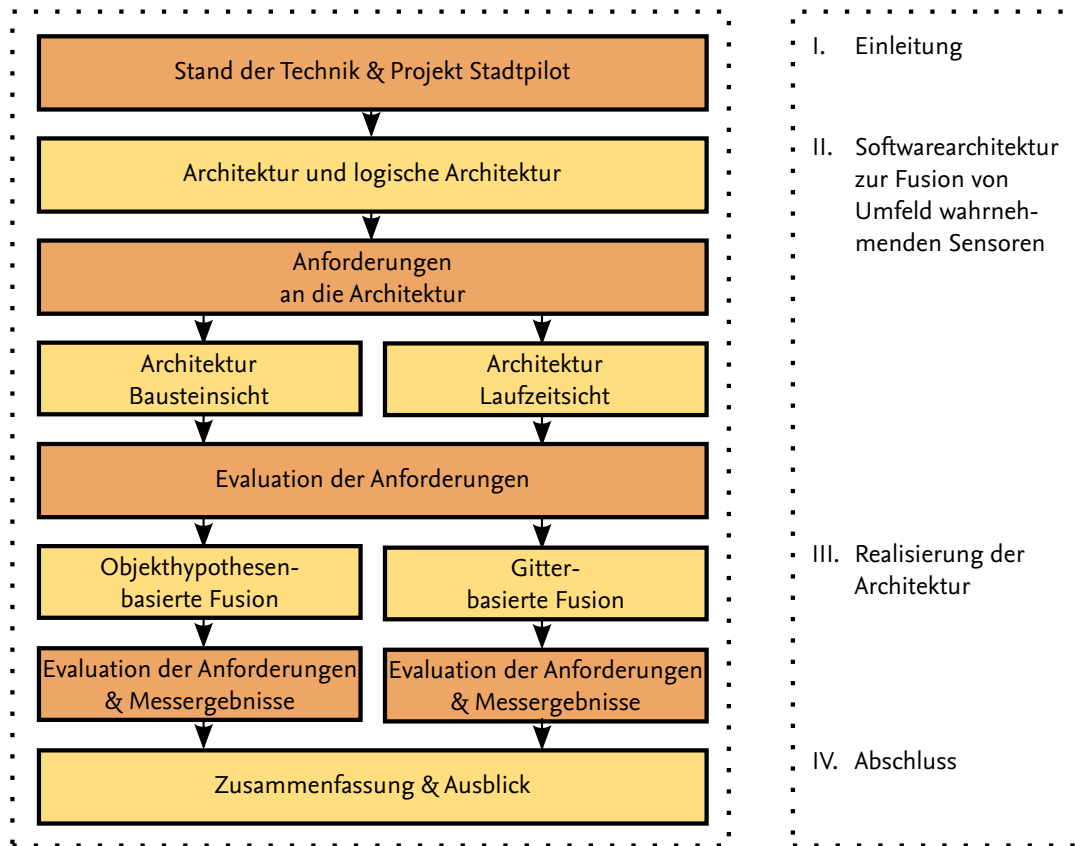 Stand der Technik & Projekt Stadtpilot
Architektur und logische Architektur
Anforderungen
an die Architektur
Architektur
Bausteinsicht
Architektur
Laufzeitsicht
Evaluation der Anforderungen
Objekthypothesen-
basierte Fusion
Gitter-
basierte Fusion
Evaluation der Anforderungen
& Messergebnisse
Evaluation der Anforderungen
& Messergebnisse
Zusammenfassung & Ausblick
I. Einleitung
II. Softwarearchitektur
zur Fusion von
Umfeld wahrneh-
menden Sensoren
III. Realisierung der
Architektur
IV. Abschluss